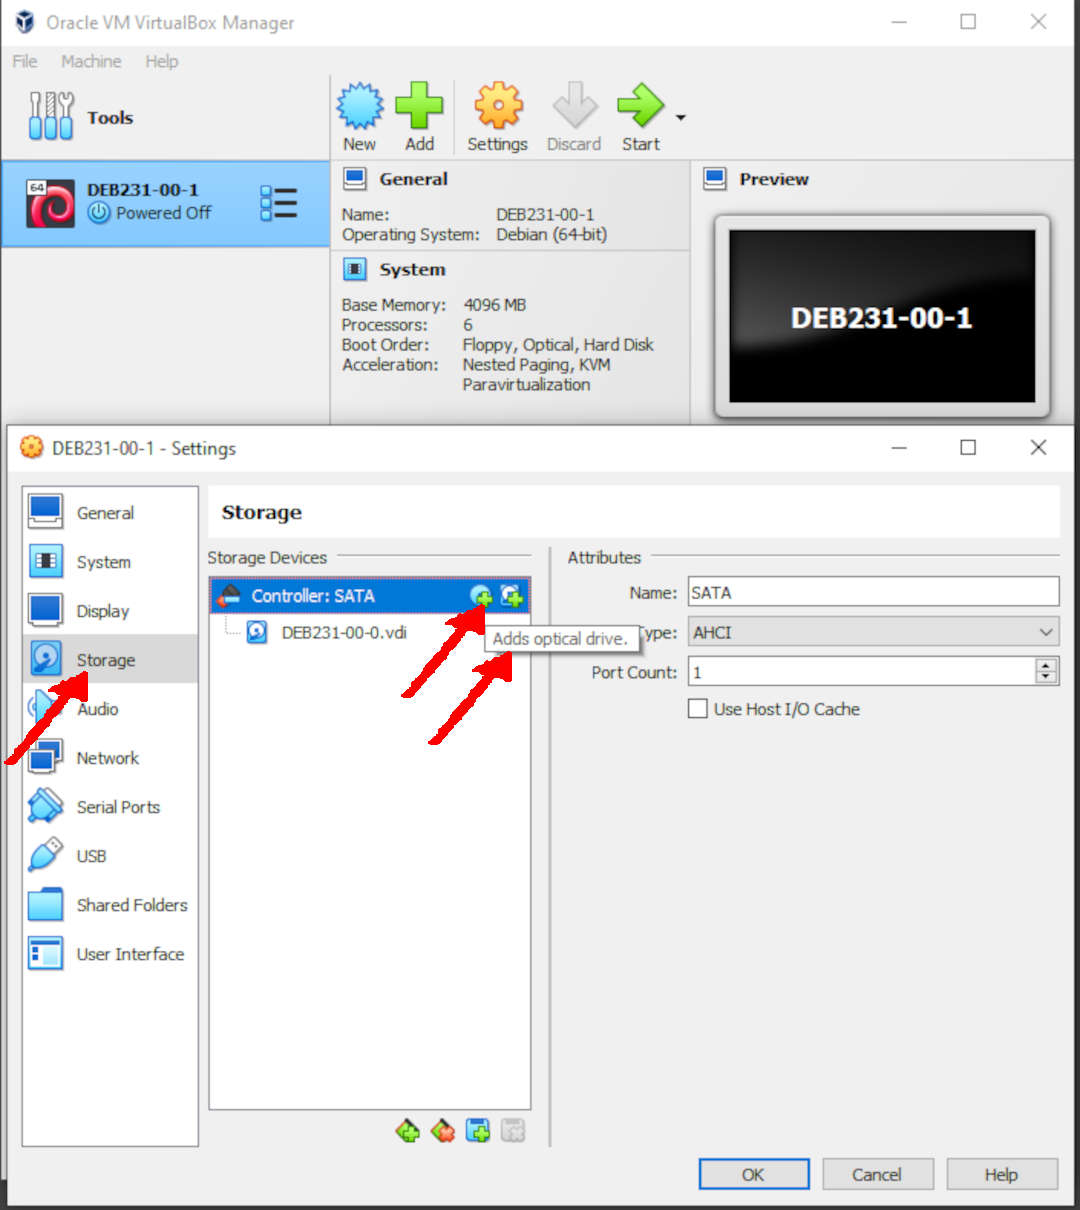 Oracle VM VirtualBox Manager
File Machine Help
Tools
New Add Settings Discard Start
64
DEB231-00-1
Powered Off
General
Name: DEB231-00-1
Operating System: Debian (64-bit)
System
Base Memory: 4096 MB
Processors: 6
Boot Order: Floppy, Optical, Hard Disk
Acceleration: Nested Paging, KVM
Paravirtualization
Preview
DEB231-00-1
DEB231-00-1 - Settings
General
System
Display
Storage
Audio
Network
Serial Ports
USB
Shared Folders
User Interface
Storage
Storage Devices
Controller: SATA
DEB231-00-0.vdi
Adds optical drive.
Attributes
Name: SATA
ype: AHCI
Port Count: 1
Use Host I/O Cache
OK Cancel Help